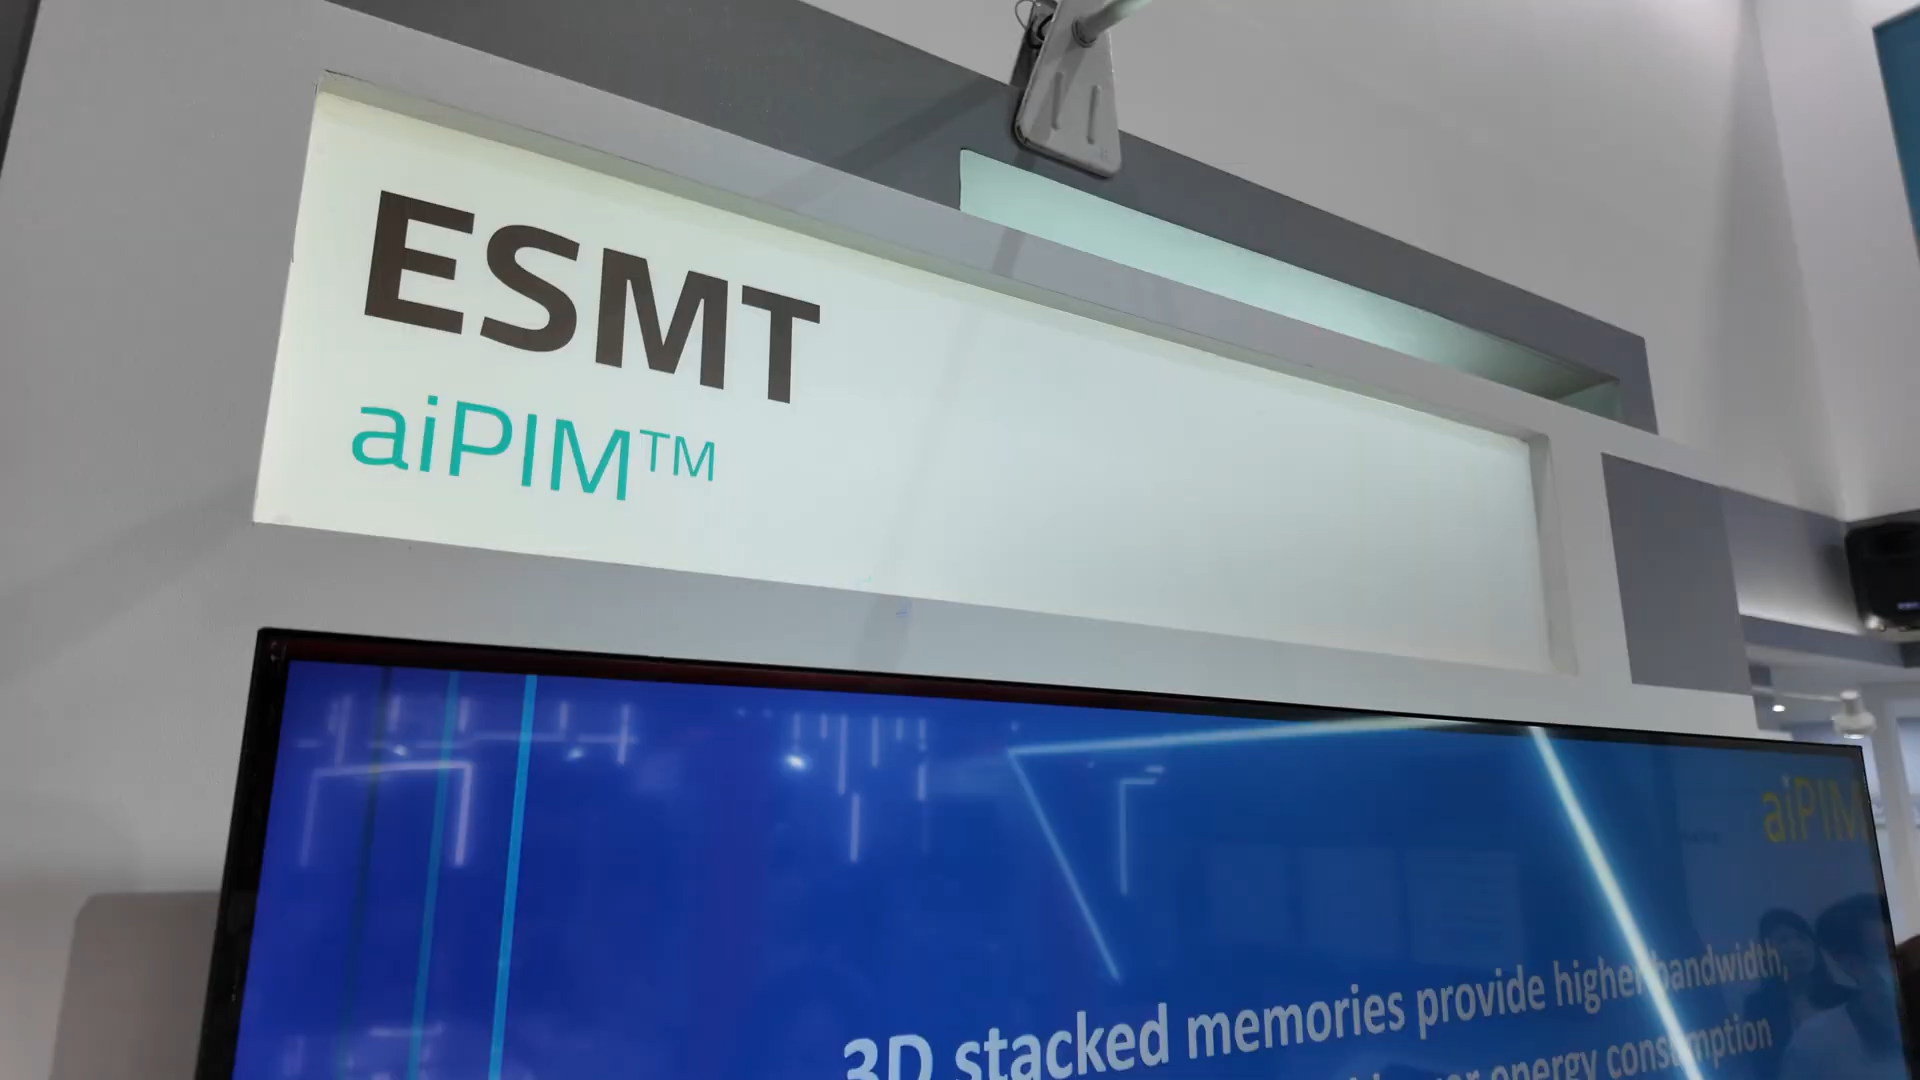 ESMT
aiPIM™
aiPIM
3D stacked memories provide higher bandwidth,
energy consumption